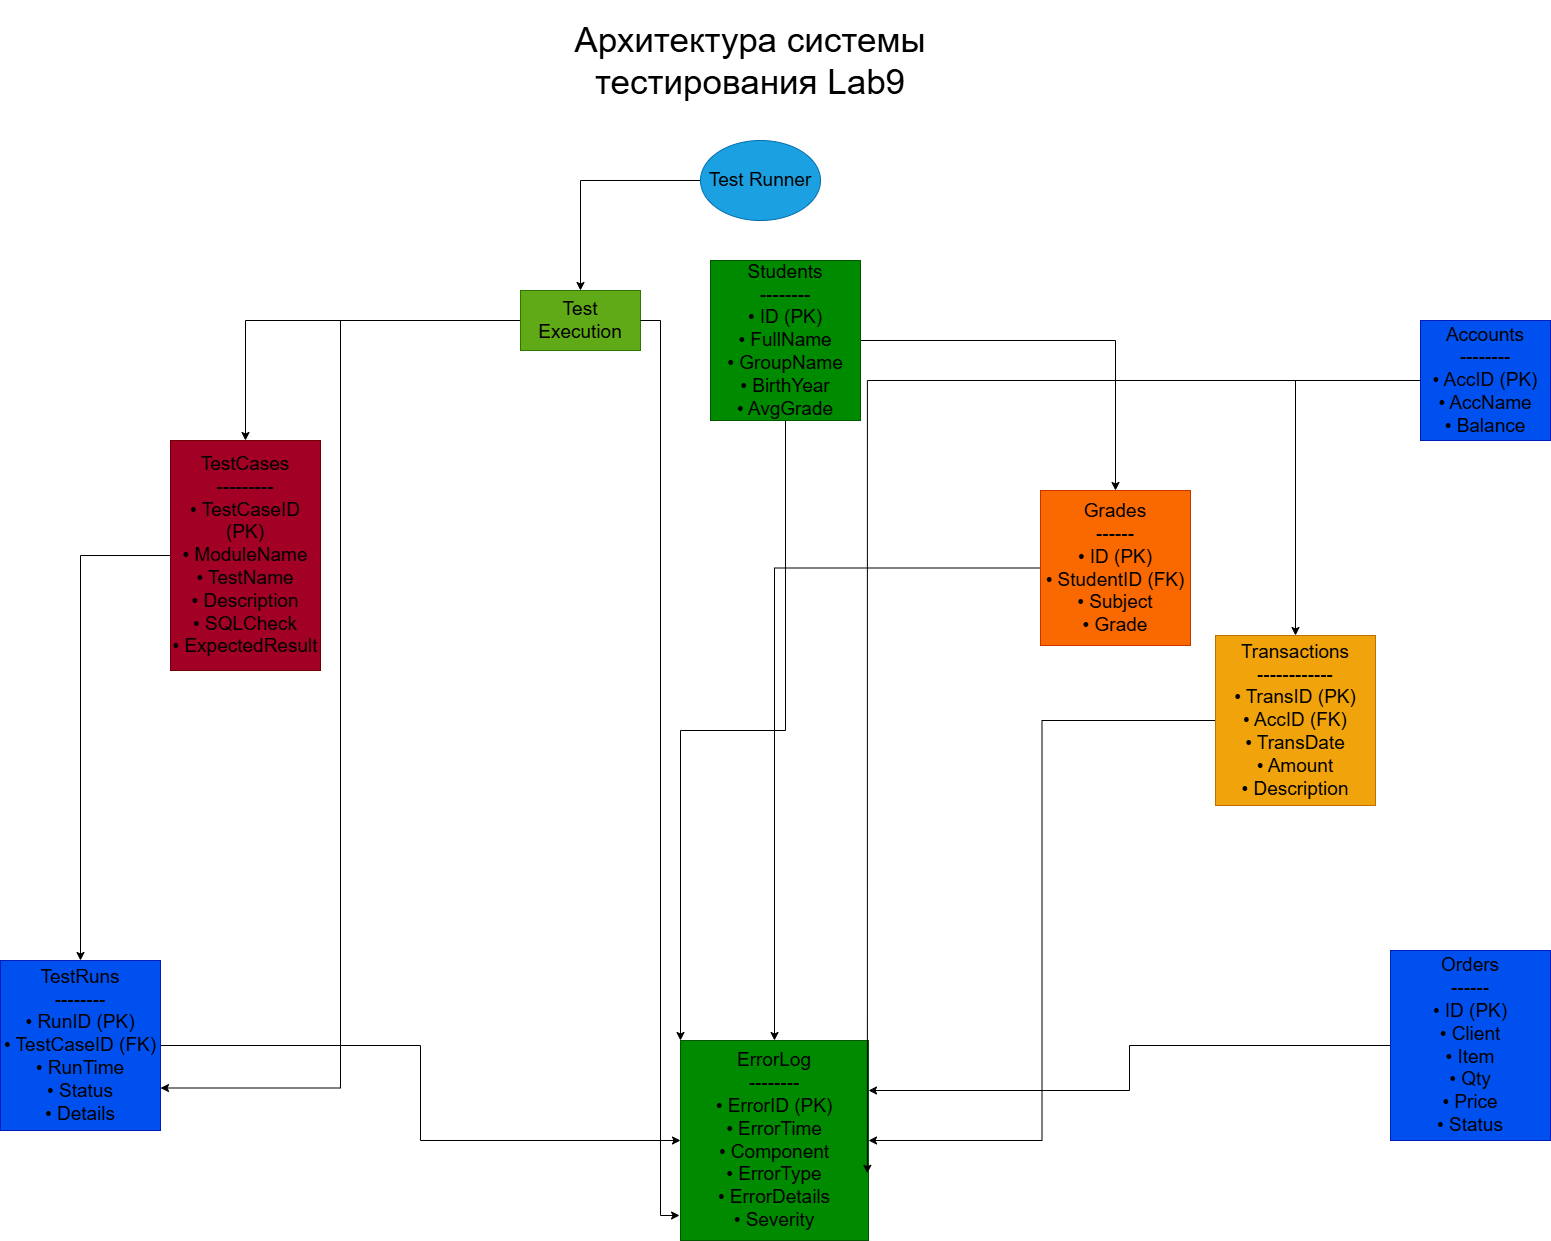 Архитектура системы
тестирования Lab9
Test Runner
Test
Execution
Students
--------
• ID (PK)
• FullName
• GroupName
• BirthYear
• AvgGrade
Accounts
--------
• AccID (PK)
• AccName
• Balance
TestCases
---------
• TestCaseID
(PK)
• ModuleName
• TestName
• Description
• SQLCheck
• ExpectedResult
Grades
------
• ID (PK)
• StudentID (FK)
• Subject
• Grade
Transactions
------------
• TransID (PK)
• AccID (FK)
• TransDate
• Amount
• Description
TestRuns
--------
• RunID (PK)
• TestCaseID (FK)
• RunTime
• Status
• Details
ErrorLog
--------
• ErrorID (PK)
• ErrorTime
• Component
• ErrorType
• ErrorDetails
• Severity
Orders
------
• ID (PK)
• Client
• Item
• Qty
• Price
• Status